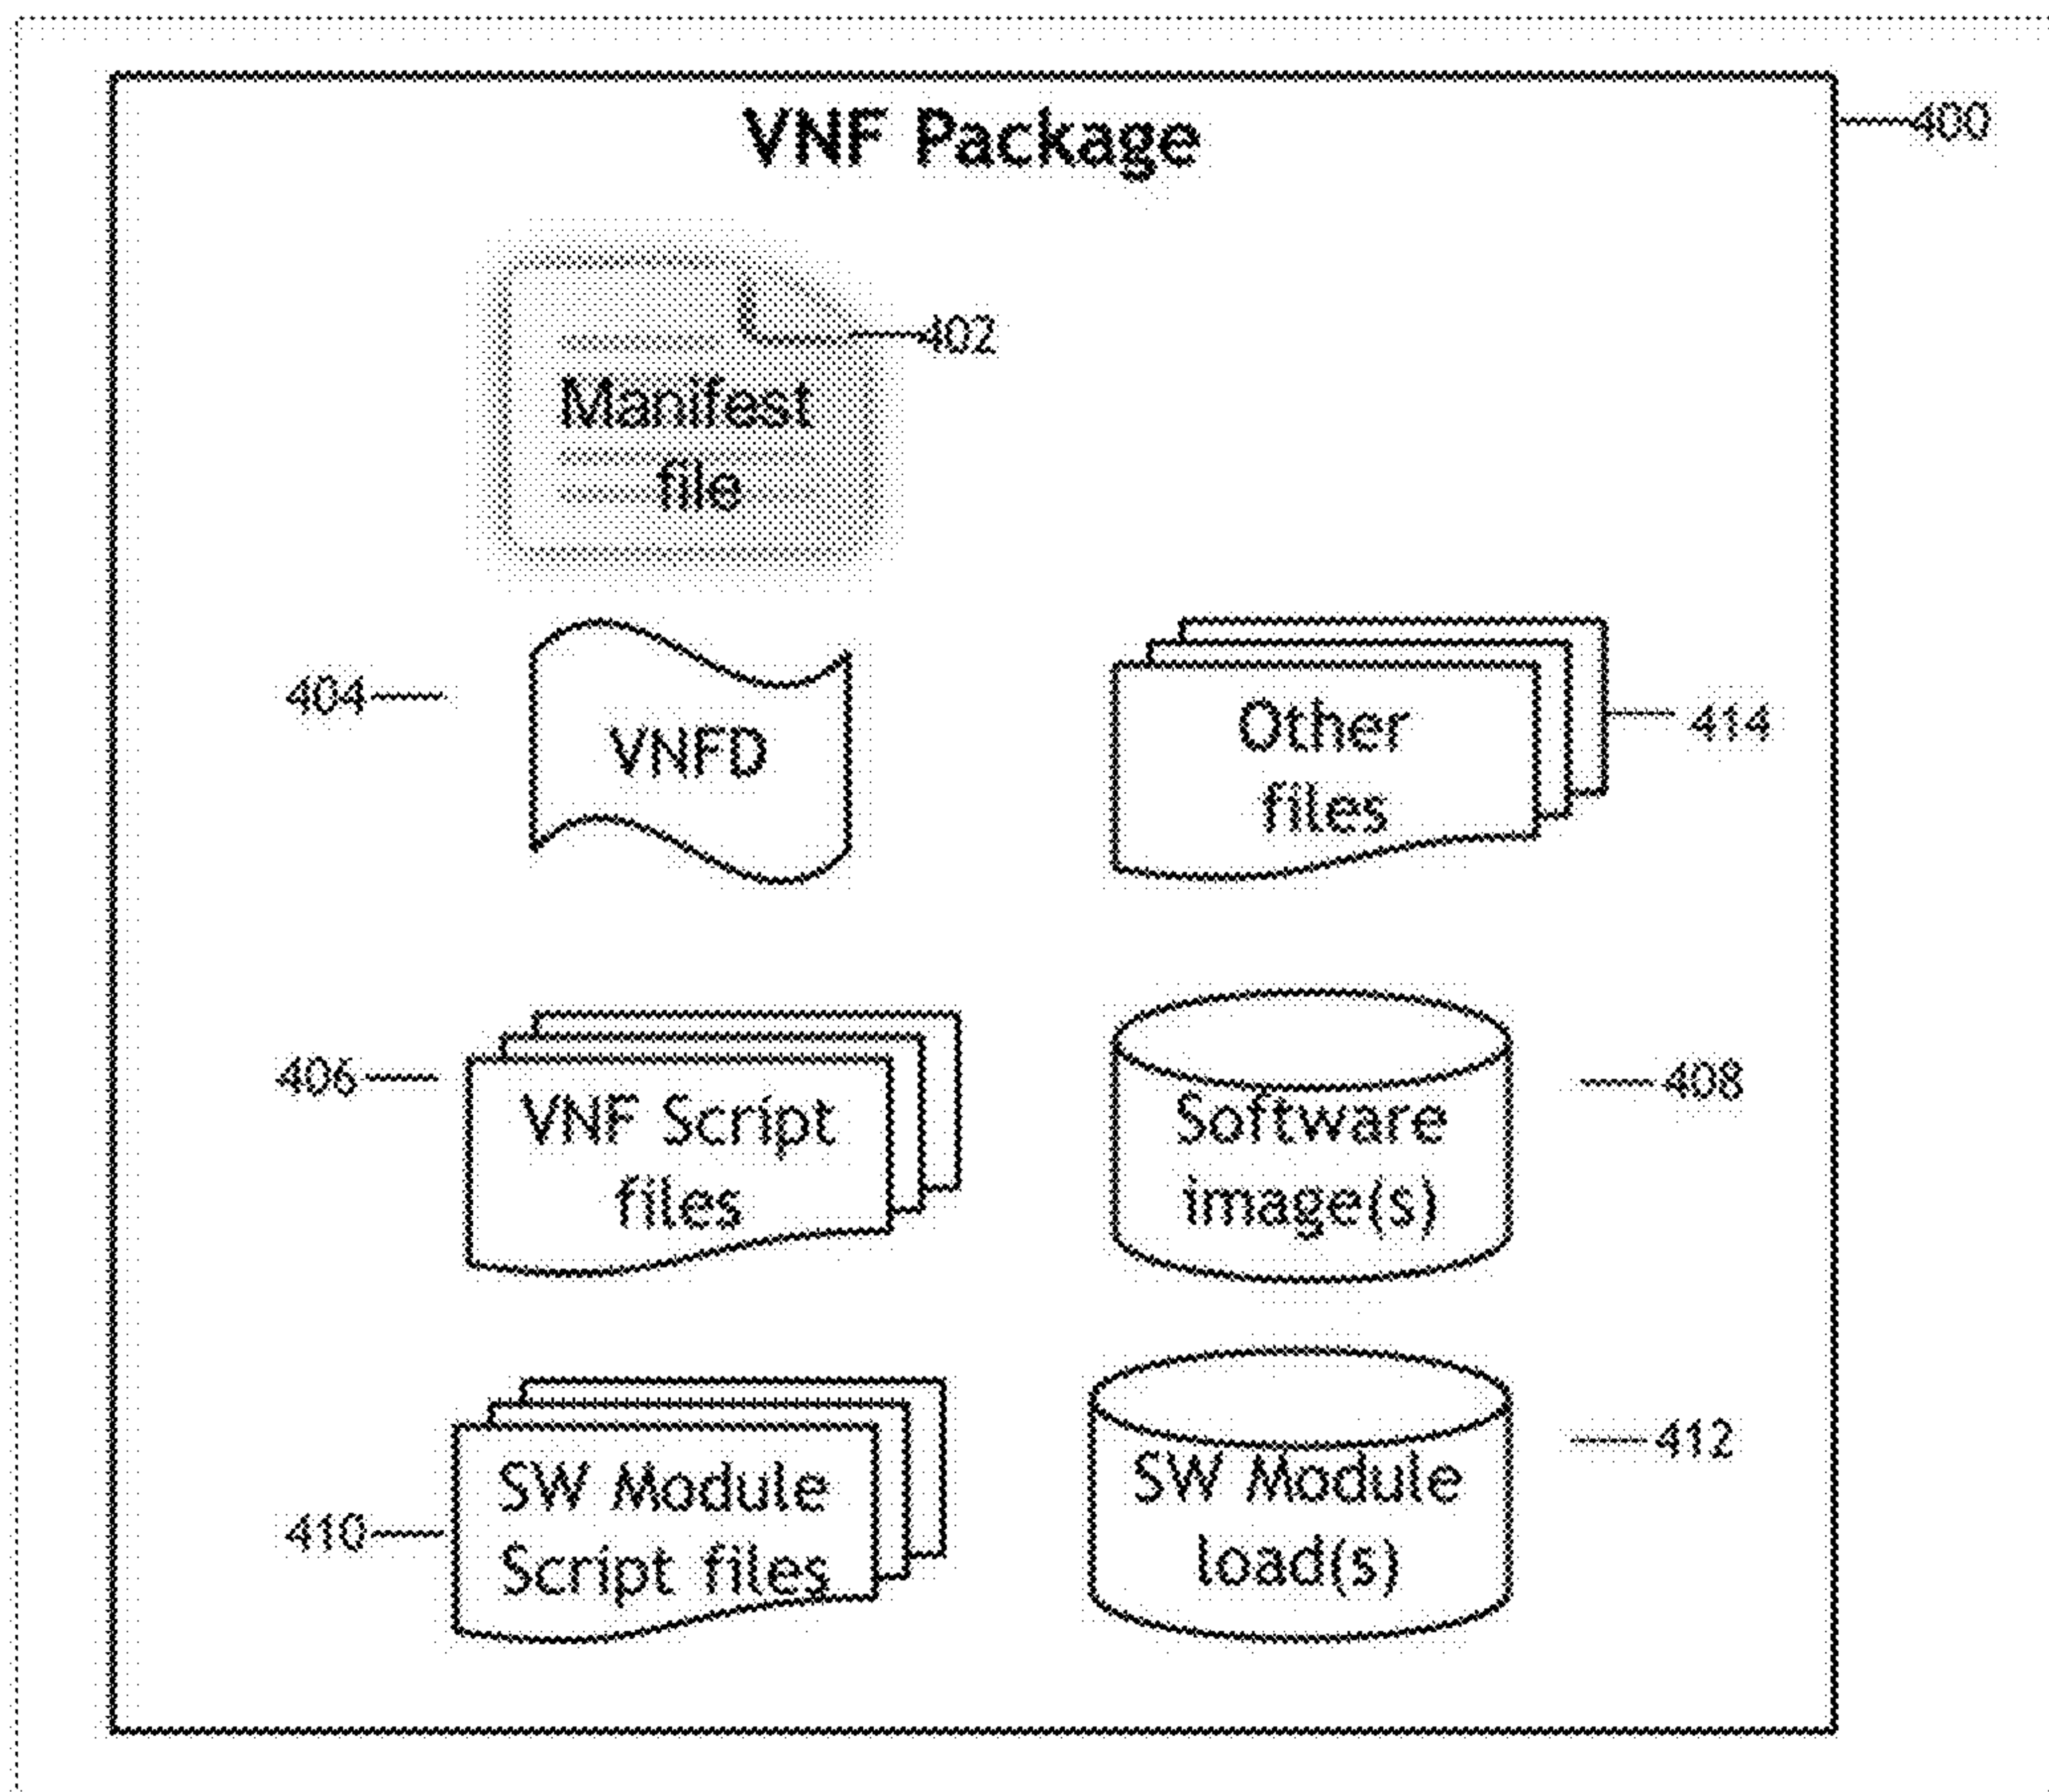 VNF Package
400
402
Manifest
file
404
VNFD
Other
files
414
406
VNF Script
files
Software
image(s)
408
410
SW Module
Script files
SW Module
load(s)
412